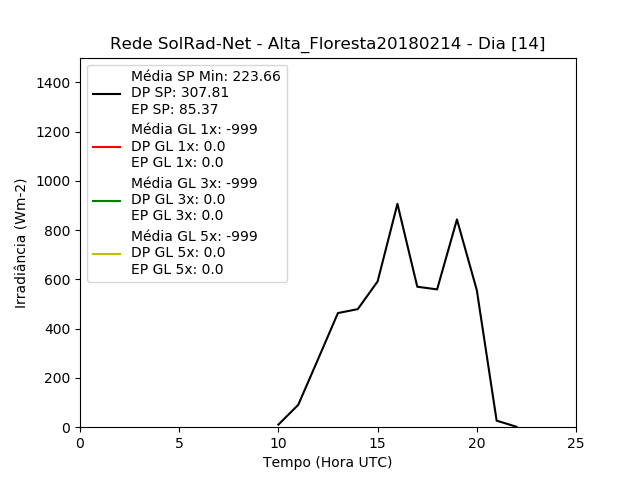 Rede SolRad-Net - Alta_Floresta20180214 - Dia [14]
Média SP Min: 223.66
DP SP: 307.81
EP SP: 85.37
Média GL 1x: -999
DP GL 1x: 0.0
EP GL 1x: 0.0
Média GL 3x: -999
DP GL 3x: 0.0
EP GL 3x: 0.0
Média GL 5x: -999
DP GL 5x: 0.0
EP GL 5x: 0.0
1400
1200
1000
800
600
400
200
0
Irradiância (Wm-2)
0 5 10 15 20 25
Tempo (Hora UTC)